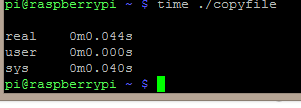 pi@raspberrypi ~ $ time ./copyfile
real 0m0.044s
user 0m0.000s
sys 0m0.040s
pi@raspberrypi ~ $